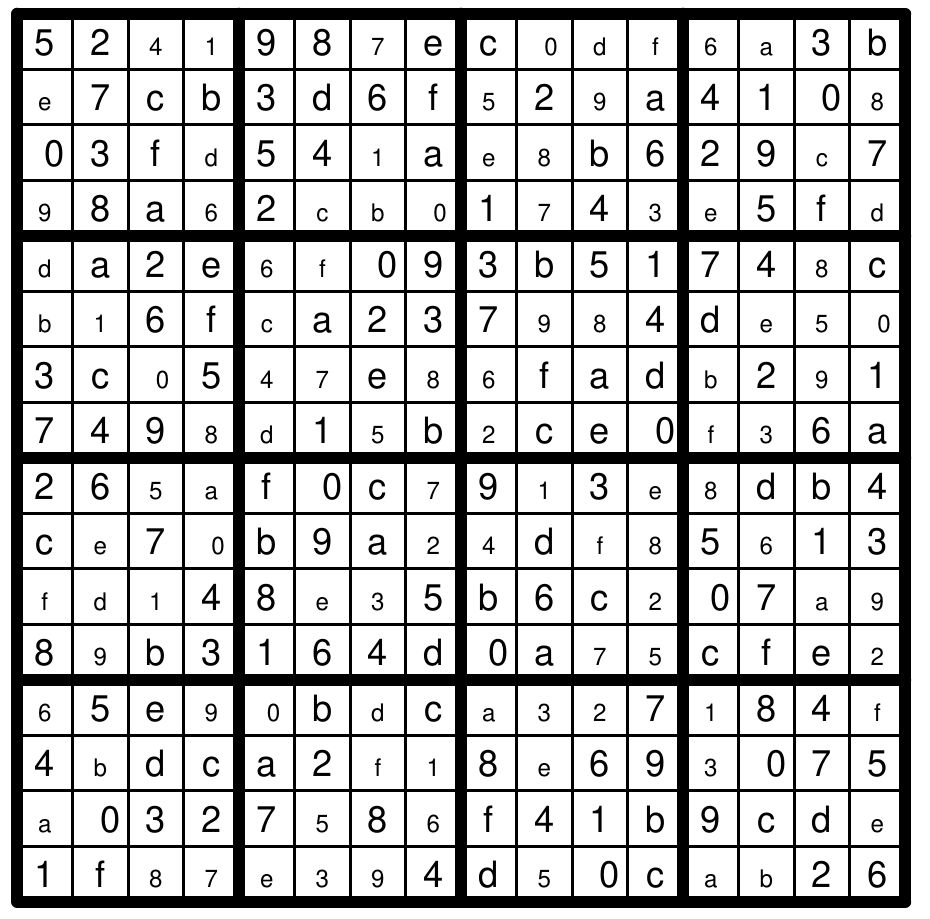 5 2 4 1 9 8 7 e c 0 d f 6 a 3 b
e 7 c b 3 d 6 f 5 2 9 a 4 1 0 8
0 3 f d 5 4 1 a e 8 b 6 2 9 c 7
9 8 a 6 2 c b 0 1 7 4 3 e 5 f d
d a 2 e 6 f 0 9 3 b 5 1 7 4 8 c
b 1 6 f c a 2 3 7 9 8 4 d e 5 0
3 c 0 5 4 7 e 8 6 f a d b 2 9 1
7 4 9 8 d 1 5 b 2 c e 0 f 3 6 a
2 6 5 a f 0 c 7 9 1 3 e 8 d b 4
c e 7 0 b 9 a 2 4 d f 8 5 6 1 3
f d 1 4 8 e 3 5 b 6 c 2 0 7 a 9
8 9 b 3 1 6 4 d 0 a 7 5 c f e 2
6 5 e 9 0 b d c a 3 2 7 1 8 4 f
4 b d c a 2 f 1 8 e 6 9 3 0 7 5
a 0 3 2 7 5 8 6 f 4 1 b 9 c d e
1 f 8 7 e 3 9 4 d 5 0 c a b 2 6